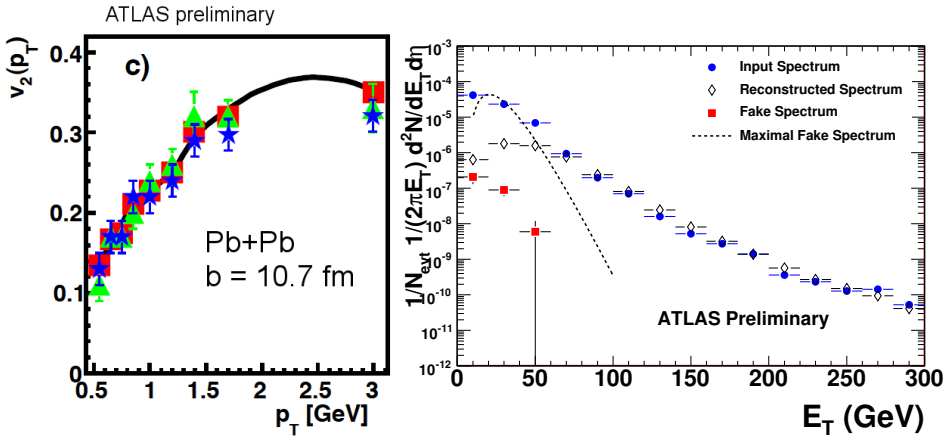 ATLAS preliminary
v2(pT)
c)
0.4
0.3
0.2
0.1
0
Pb+Pb
b = 10.7 fm
0.5 1 1.5 2 2.5 3
pT [GeV]
1/Nevt 1/(2πET) d²N/dETdη
10⁻³
10⁻⁴
10⁻⁵
10⁻⁶
10⁻⁷
10⁻⁸
10⁻⁹
10⁻¹⁰
10⁻¹¹
10⁻¹²
Input Spectrum
Reconstructed Spectrum
Fake Spectrum
Maximal Fake Spectrum
ATLAS Preliminary
0 50 100 150 200 250 300
ET (GeV)